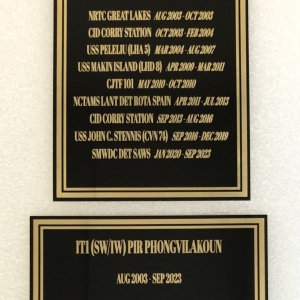 NRTC GREAT LAKES AUG 2003 - OCT 2003
CID CORRY STATION OCT 2003 - FEB 2004
USS PELELIU (LHA 5) MAR 2004 - AUG 2007
USS MAKIN ISLAND (LHD 8) APR 2009 - MAR 2011
CJTF 101 MAY 2010 - OCT 2010
NCTAMS LANT DET ROTA SPAIN APR 2011 - JUL 2013
CID CORRY STATION SEP 2013 - AUG 2016
USS JOHN C. STENNIS (CVN 74) SEP 2016 - DEC 2019
SMWDC DET SAWS JAN 2020 - SEP 2023
IT1 (SW/IW) PIR PHONGVILAKOUN
AUG 2003 - SEP 2023